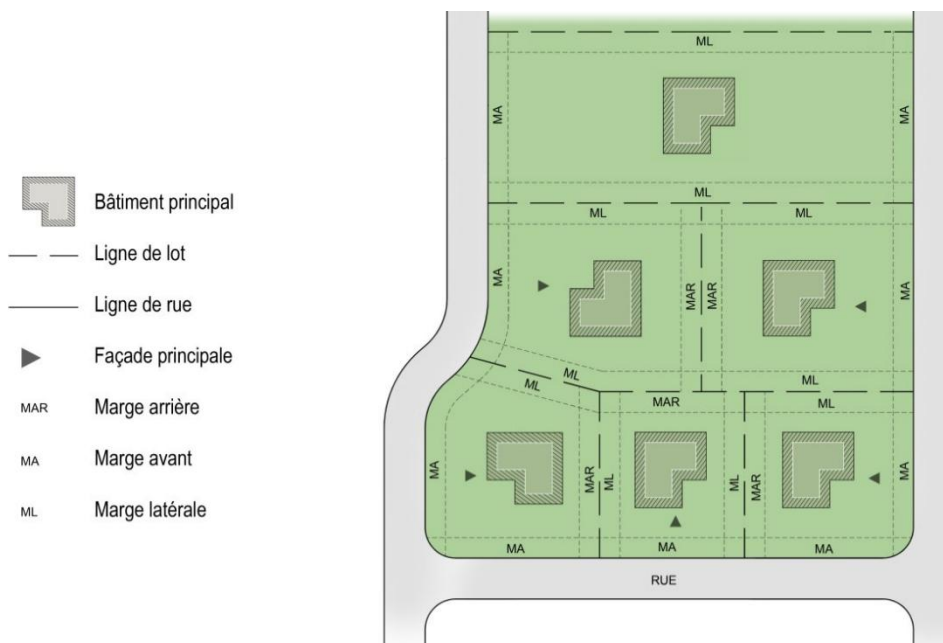 Bâtiment principal
Ligne de lot
Ligne de rue
Façade principale
MAR Marge arrière
MA Marge avant
ML Marge latérale
ML
MA
MA
ML
ML
ML
MA
MAR
MAR
MA
ML
ML
ML
MAR
ML
MA
MAR
ML
ML
MAR
MA
MA
MA
MA
RUE